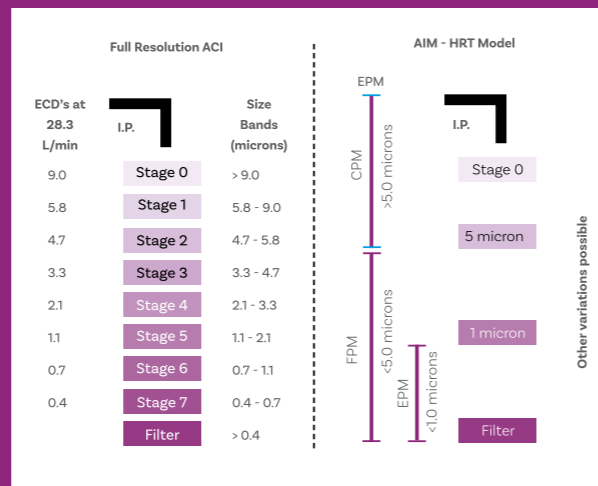 Full Resolution ACI
ECD's at
28.3
L/min
I.P.
Size
Bands
(microns)
9.0 Stage 0 > 9.0
5.8 Stage 1 5.8 - 9.0
4.7 Stage 2 4.7 - 5.8
3.3 Stage 3 3.3 - 4.7
2.1 Stage 4 2.1 - 3.3
1.1 Stage 5 1.1 - 2.1
0.7 Stage 6 0.7 - 1.1
0.4 Stage 7 0.4 - 0.7
Filter > 0.4
AIM - HRT Model
EPM
CPM
>5.0 microns
FPM
<5.0 microns
EPM
<1.0 microns
I.P.
Stage 0
5 micron
1 micron
Filter
Other variations possible